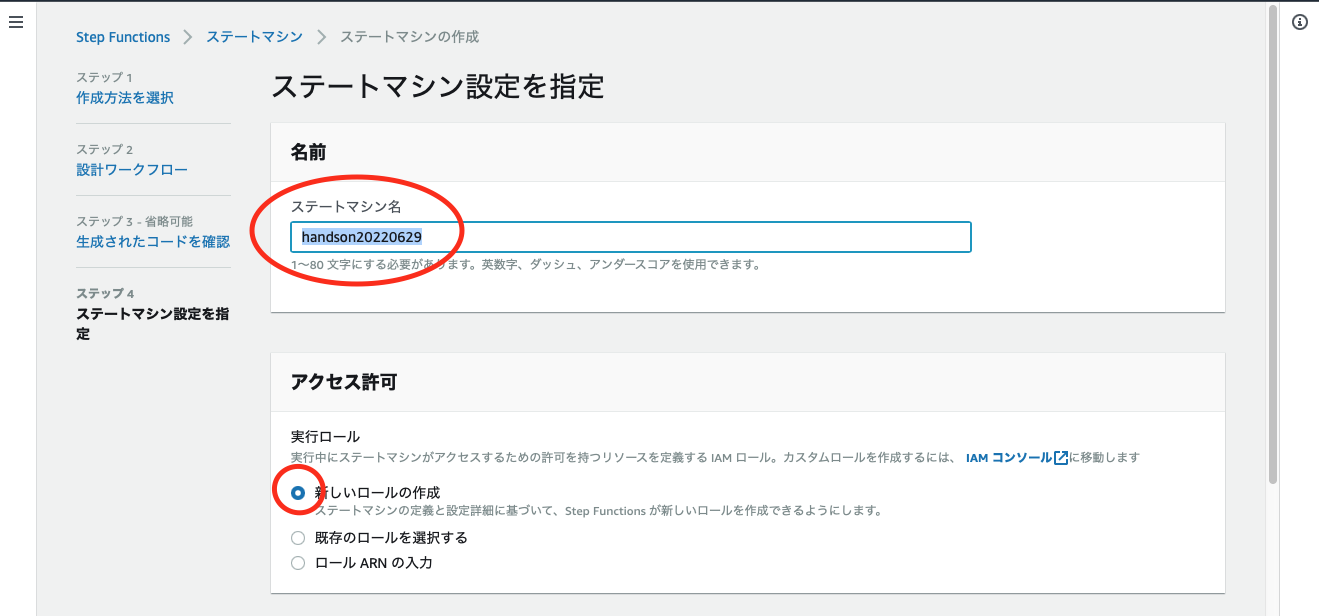 Step Functions > ステートマシン > ステートマシンの作成
ステップ 1
作成方法を選択
ステップ 2
設計ワークフロー
ステップ 3 - 省略可能
生成されたコードを確認
ステップ 4
ステートマシン設定を指
定
ステートマシン設定を指定
名前
ステートマシン名
handson20220629
1〜80 文字にする必要があります。英数字、ダッシュ、アンダースコアを使用できます。
アクセス許可
実行ロール
実行中にステートマシンがアクセスするための許可を持つリソースを定義する IAM ロール。カスタムロールを作成するには、 IAM コンソールに移動します
新しいロールの作成
ステートマシンの定義と設定詳細に基づいて、Step Functions が新しいロールを作成できるようにします。
既存のロールを選択する
ロール ARN の入力